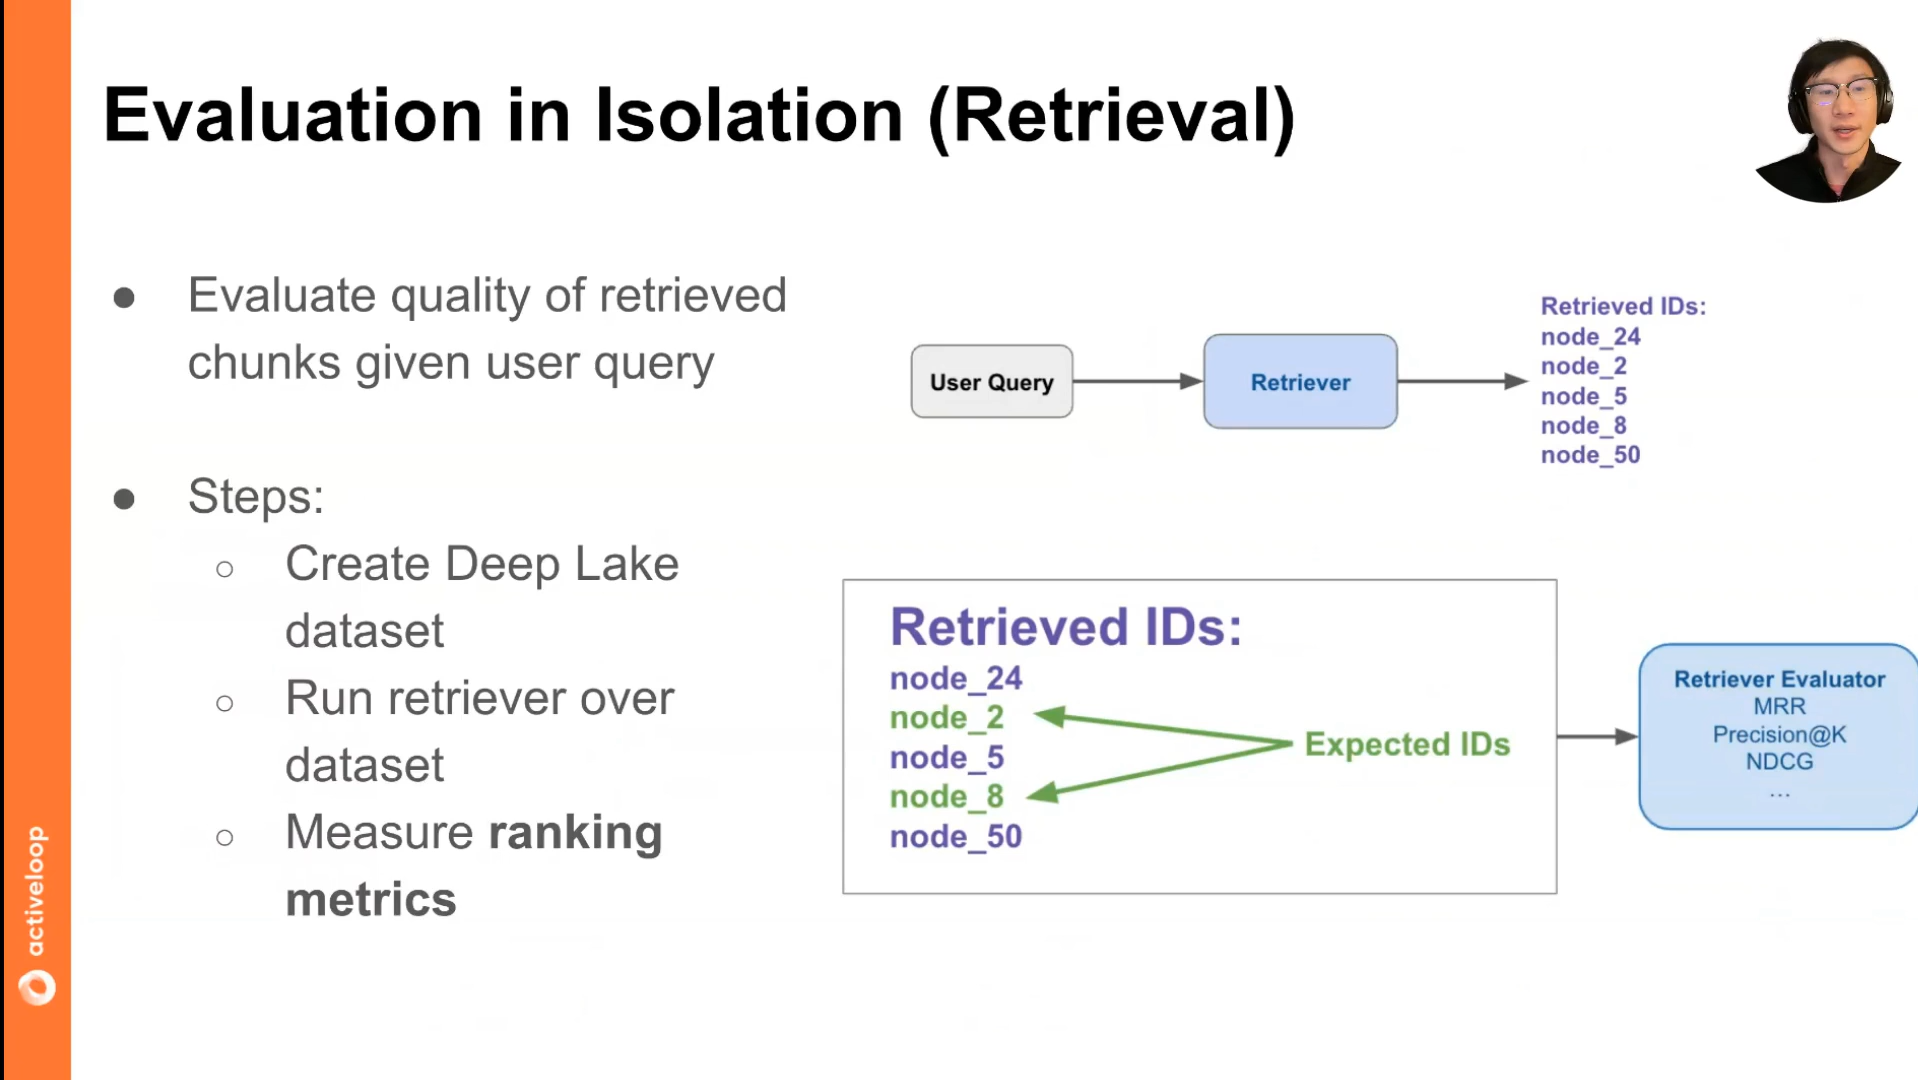 Evaluation in Isolation (Retrieval)
● Evaluate quality of retrieved
chunks given user query
● Steps:
○ Create Deep Lake
dataset
○ Run retriever over
dataset
○ Measure ranking
metrics
User Query
Retriever
Retrieved IDs:
node_24
node_2
node_5
node_8
node_50
Retrieved IDs:
node_24
node_2
node_5
node_8
node_50
Expected IDs
Retriever Evaluator
MRR
Precision@K
NDCG
...
activeloop